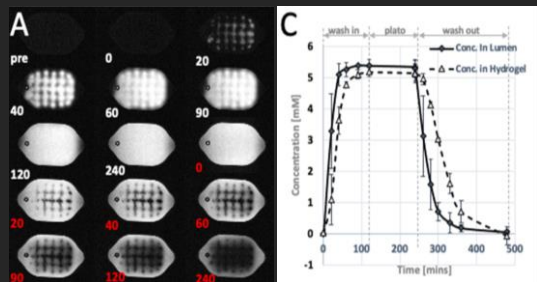 A
pre
0
20
40
60
90
120
240
0
20
40
60
90
120
240
C
wash in
plato
wash out
Conc. In Lumen
Conc. in Hydrogel
Concentration [mM]
6
5
4
3
2
1
0
-1
0
100
200
300
400
500
Time [mins]